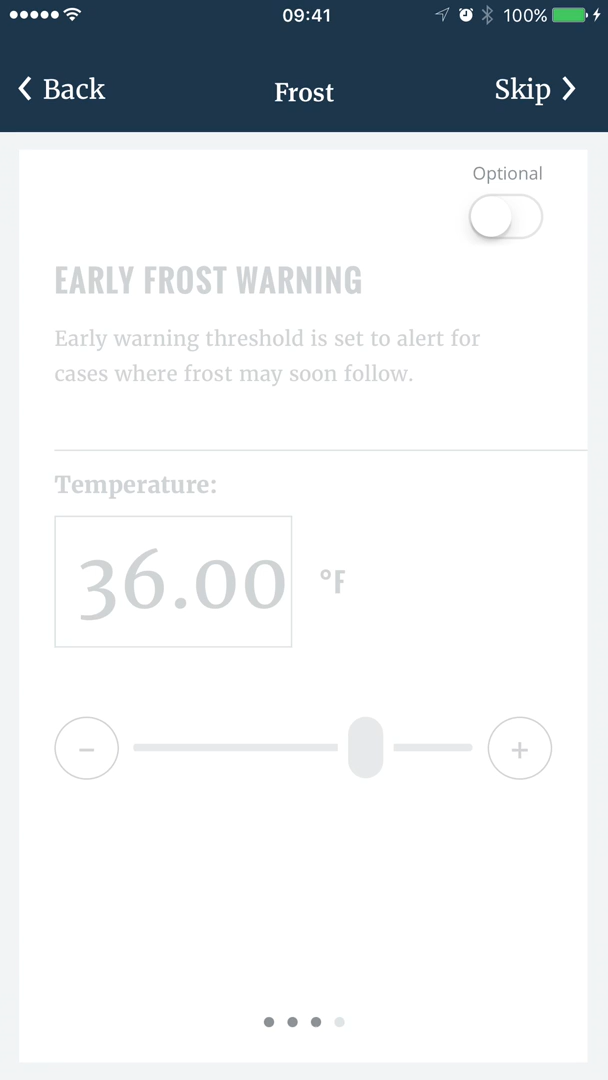 09:41
100%
Back
Frost
Skip
Optional
EARLY FROST WARNING
Early warning threshold is set to alert for
cases where frost may soon follow.
Temperature:
36.00 °F
− +